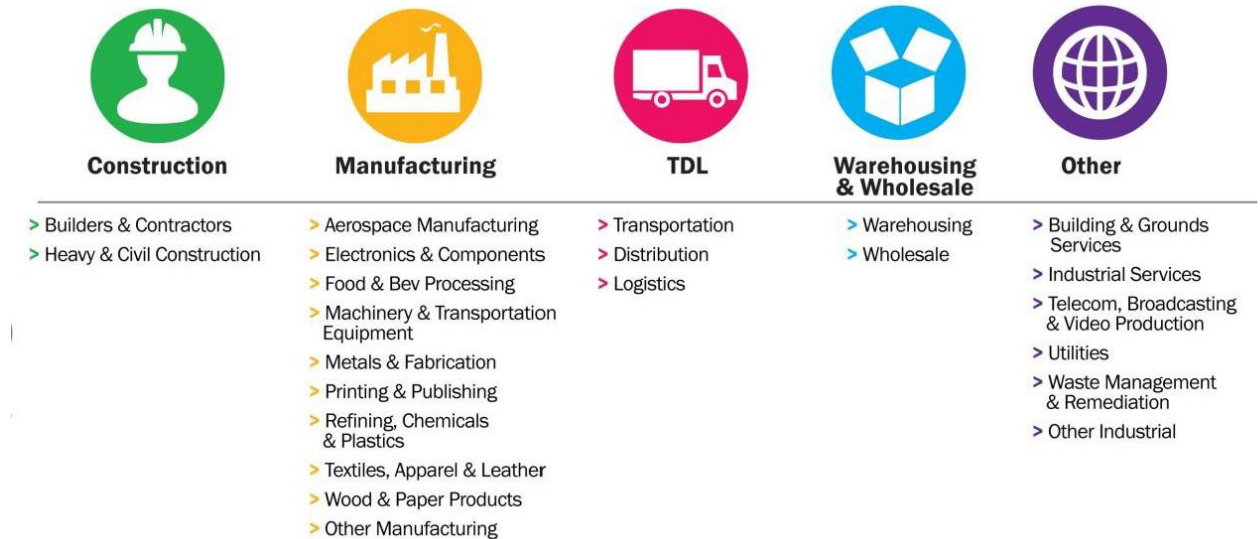 Construction
> Builders & Contractors
> Heavy & Civil Construction
Manufacturing
> Aerospace Manufacturing
> Electronics & Components
> Food & Bev Processing
> Machinery & Transportation
Equipment
> Metals & Fabrication
> Printing & Publishing
> Refining, Chemicals
& Plastics
> Textiles, Apparel & Leather
> Wood & Paper Products
> Other Manufacturing
TDL
> Transportation
> Distribution
> Logistics
Warehousing
& Wholesale
> Warehousing
> Wholesale
Other
> Building & Grounds
Services
> Industrial Services
> Telecom, Broadcasting
& Video Production
> Utilities
> Waste Management
& Remediation
> Other Industrial